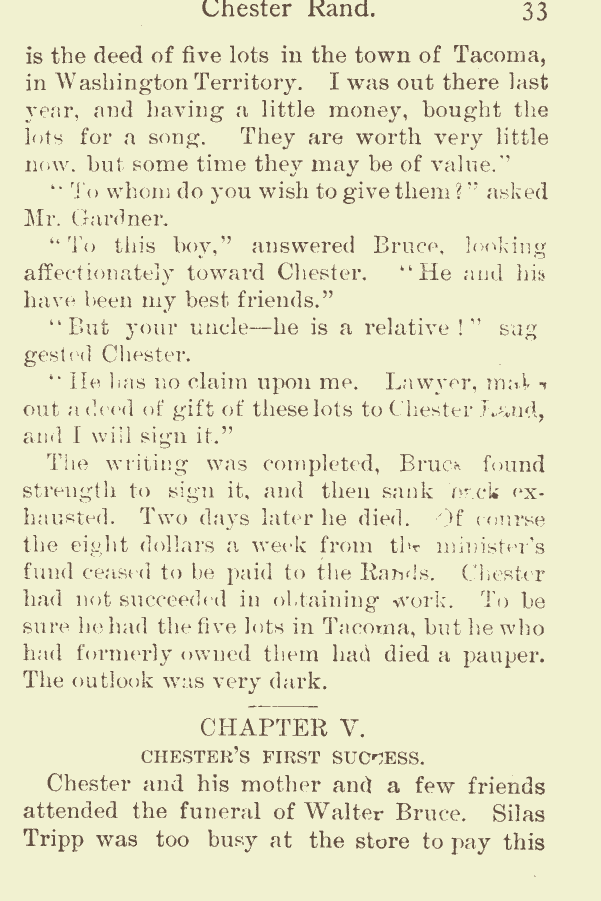 Chester Rand. 33
is the deed of five lots in the town of Tacoma,
in Washington Territory. I was out there last
year, and having a little money, bought the
lots for a song. They are worth very little
now, but some time they may be of value."
"To whom do you wish to give them?" asked
Mr. Gardner.
"To this boy," answered Bruce, looking
affectionately toward Chester. "He and his
have been my best friends."
"But your uncle—he is a relative!" sug
gested Chester.
"He has no claim upon me. Lawyer, make
out a deed of gift of these lots to Chester Rand,
and I will sign it."
The writing was completed, Bruce found
strength to sign it, and then sank back ex-
hausted. Two days later he died. Of course
the eight dollars a week from the minister's
fund ceased to be paid to the Rands. Chester
had not succeeded in obtaining work. To be
sure he had the five lots in Tacoma, but he who
had formerly owned them had died a pauper.
The outlook was very dark.
CHAPTER V.
CHESTER'S FIRST SUCCESS.
Chester and his mother and a few friends
attended the funeral of Walter Bruce. Silas
Tripp was too busy at the store to pay this